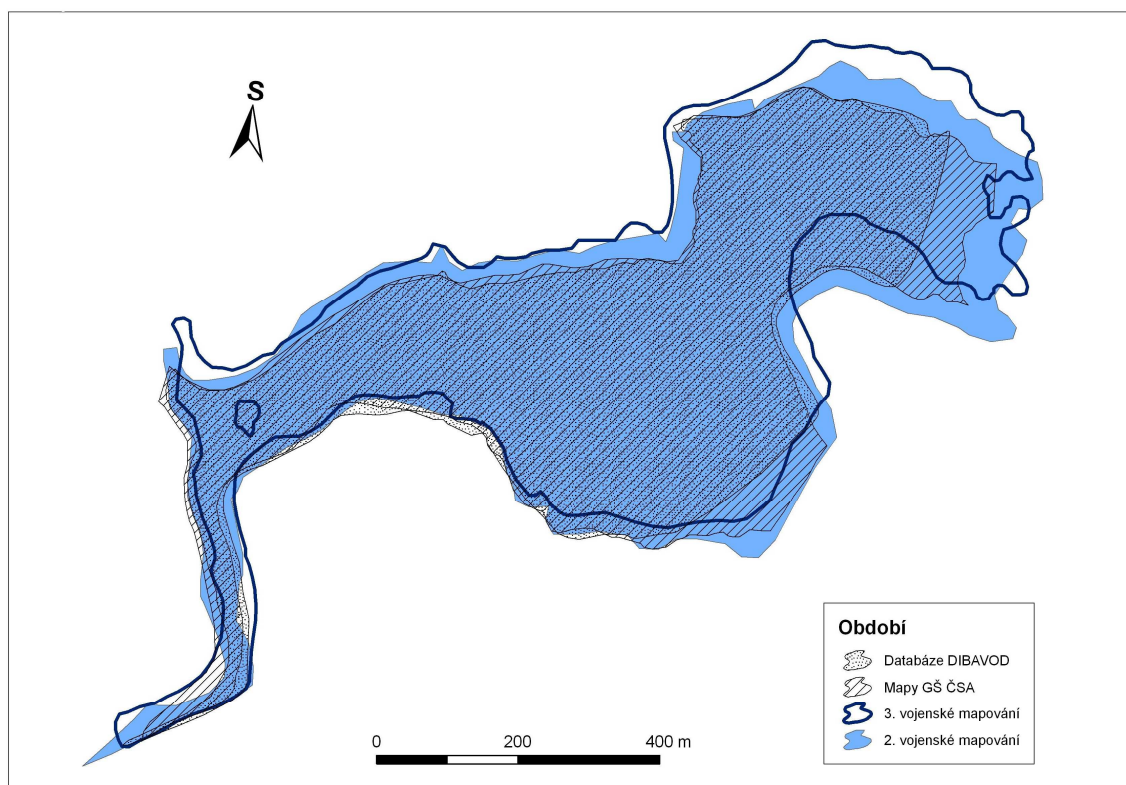 S
Období
Databáze DIBAVOD
Mapy GŠ ČSA
3. vojenské mapování
2. vojenské mapování
0 200 400 m